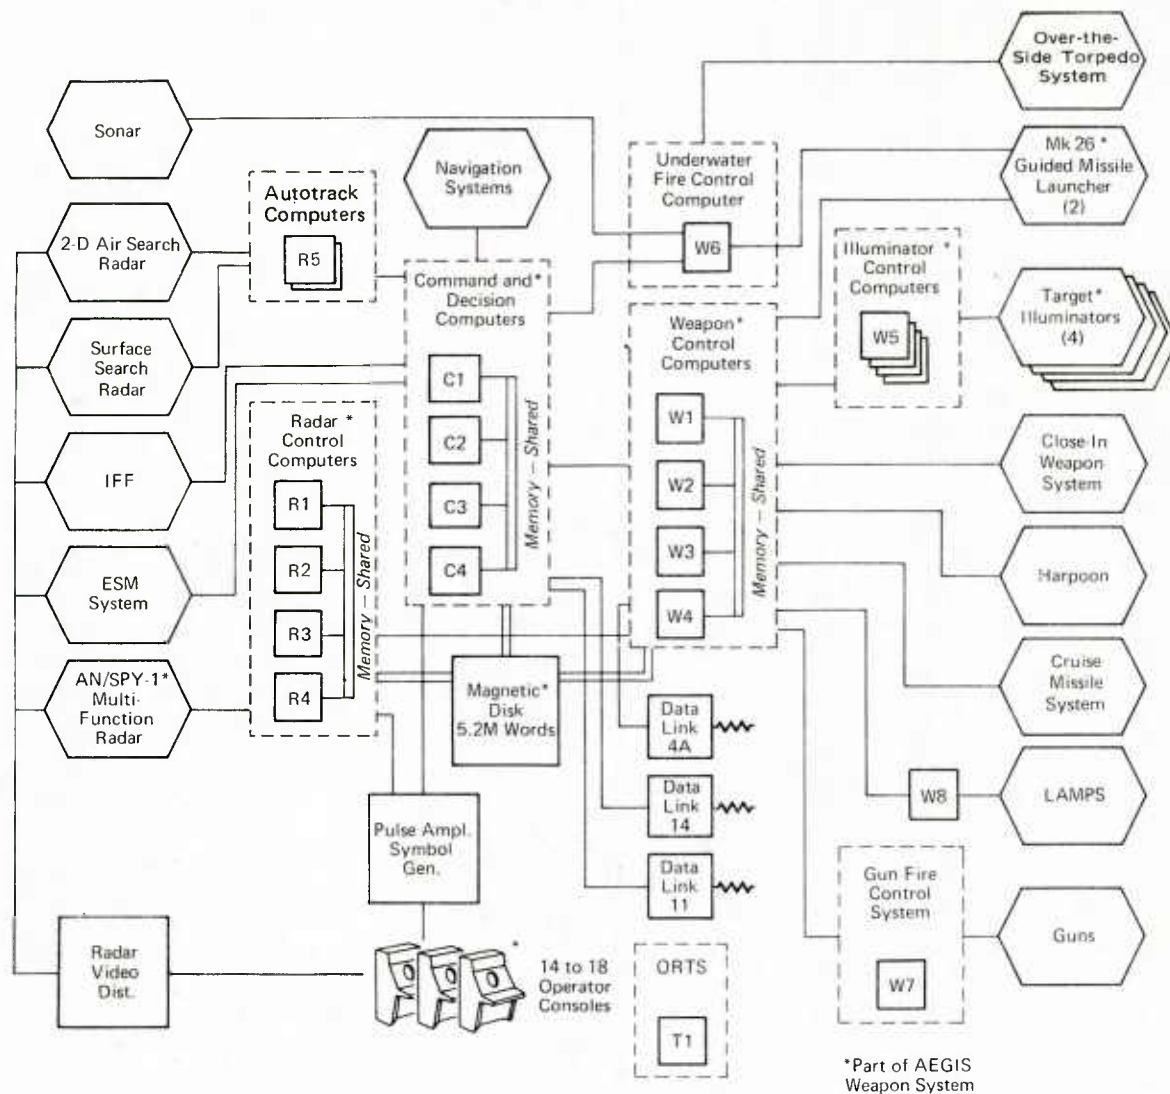 Over-the-
Side Torpedo
System
Sonar
Navigation
Systems
Underwater
Fire Control
Computer
W6
Mk 26 *
Guided Missile
Launcher
(2)
Autotrack
Computers
R5
2-D Air Search
Radar
Command and*
Decision
Computers
C1
C2
C3
C4
Memory – Shared
Weapon*
Control
Computers
W1
W2
W3
W4
Memory – Shared
Illuminator *
Control
Computers
W5
Target*
Illuminators
(4)
Surface
Search
Radar
Radar *
Control
Computers
R1
R2
R3
R4
Memory – Shared
IFF
Close-In
Weapon
System
ESM
System
Harpoon
AN/SPY-1*
Multi-
Function
Radar
Magnetic*
Disk
5.2M Words
Data
Link
4A
Cruise
Missile
System
Pulse Ampl.
Symbol
Gen.
Data
Link
14
W8
LAMPS
Data
Link
11
Gun Fire
Control
System
W7
Guns
Radar
Video
Dist.
*
14 to 18
Operator
Consoles
ORTS
T1
*Part of AEGIS
Weapon System